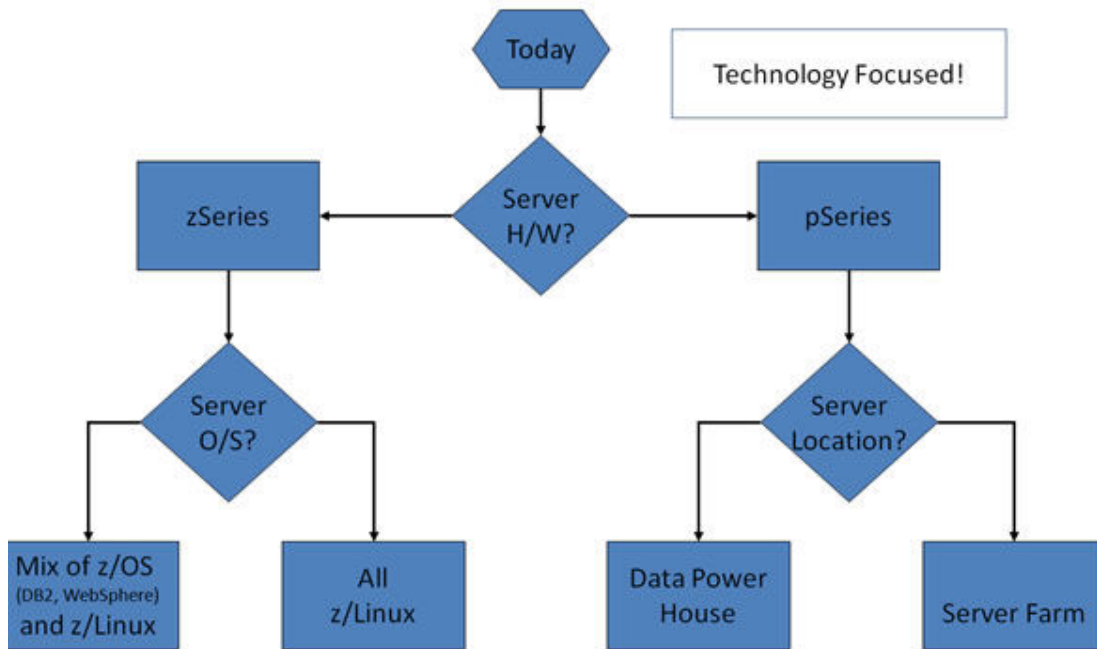 Today
Technology Focused!
zSeries
Server
H/W?
pSeries
Server
O/S?
Server
Location?
Mix of z/OS
(DB2, WebSphere)
and z/Linux
All
z/Linux
Data Power
House
Server Farm